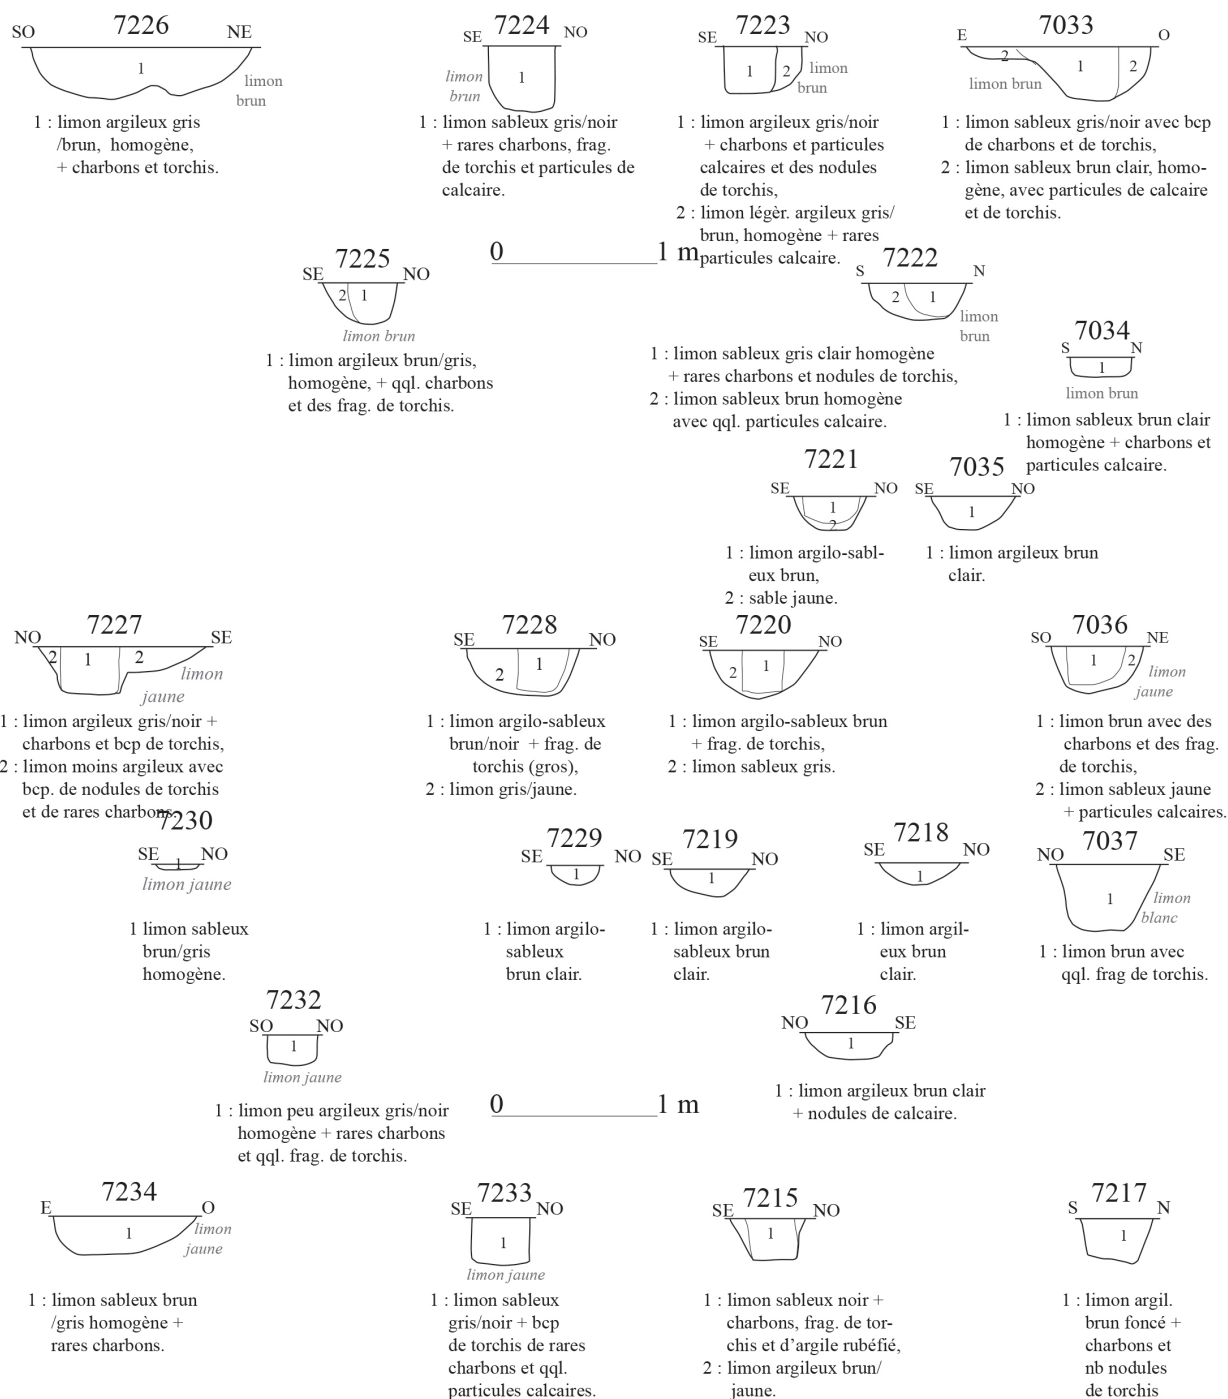 7226
SO NE
1
limon
brun
1 : limon argileux gris
/brun, homogène,
+ charbons et torchis.
7224
SE NO
limon
brun
1
1 : limon sableux gris/noir
+ rares charbons, frag.
de torchis et particules de
calcaire.
7223
SE NO
1 2
limon
brun
1 : limon argileux gris/noir
+ charbons et particules
calcaires et des nodules
de torchis,
2 : limon légèr. argileux gris/
brun, homogène + rares
particules calcaire.
7033
E O
2 1 2
limon brun
1 : limon sableux gris/noir avec bcp
de charbons et de torchis,
2 : limon sableux brun clair, homo-
gène, avec particules de calcaire
et de torchis.
0 1 m
7225
SE NO
2 1
limon brun
1 : limon argileux brun/gris,
homogène, + qql. charbons
et des frag. de torchis.
7222
S N
2 1
limon
brun
1 : limon sableux gris clair homogène
+ rares charbons et nodules de torchis,
2 : limon sableux brun homogène
avec qql. particules calcaire.
7034
S N
1
limon brun
1 : limon sableux brun clair
homogène + charbons et
particules calcaire.
7221
SE NO
1
2
1 : limon argilo-sabl-
eux brun,
2 : sable jaune.
7035
SE NO
1
1 : limon argileux brun
clair.
7227
NO SE
2 1 2
limon
jaune
1 : limon argileux gris/noir +
charbons et bcp de torchis,
2 : limon moins argileux avec
bcp. de nodules de torchis
et de rares charbons.
7228
SE NO
2 1
1 : limon argilo-sableux
brun/noir + frag. de
torchis (gros),
2 : limon gris/jaune.
7220
SE NO
2 1
1 : limon argilo-sableux brun
+ frag. de torchis,
2 : limon sableux gris.
7036
SO NE
1 2
limon
jaune
1 : limon brun avec des
charbons et des frag.
de torchis,
2 : limon sableux jaune
+ particules calcaires.
7230
SE NO
1
limon jaune
1 limon sableux
brun/gris
homogène.
7229
SE NO
1
1 : limon argilo-
sableux
brun clair.
7219
SE NO
1
1 : limon argilo-
sableux brun
clair.
7218
SE NO
1
1 : limon argil-
eux brun
clair.
7037
NO SE
1
limon
blanc
1 : limon brun avec
qql. frag de torchis.
7232
SO NO
1
limon jaune
1 : limon peu argileux gris/noir
homogène + rares charbons
et qql. frag. de torchis.
0 1 m
7216
NO SE
1
1 : limon argileux brun clair
+ nodules de calcaire.
7234
E O
1
limon
jaune
1 : limon sableux brun
/gris homogène +
rares charbons.
7233
SE NO
1
limon jaune
1 : limon sableux
gris/noir + bcp
de torchis de rares
charbons et qql.
particules calcaires.
7215
SE NO
1
1 : limon sableux noir +
charbons, frag. de tor-
chis et d'argile rubéfié,
2 : limon argileux brun/
jaune.
7217
S N
1
1 : limon argil.
brun foncé +
charbons et
nb nodules
de torchis